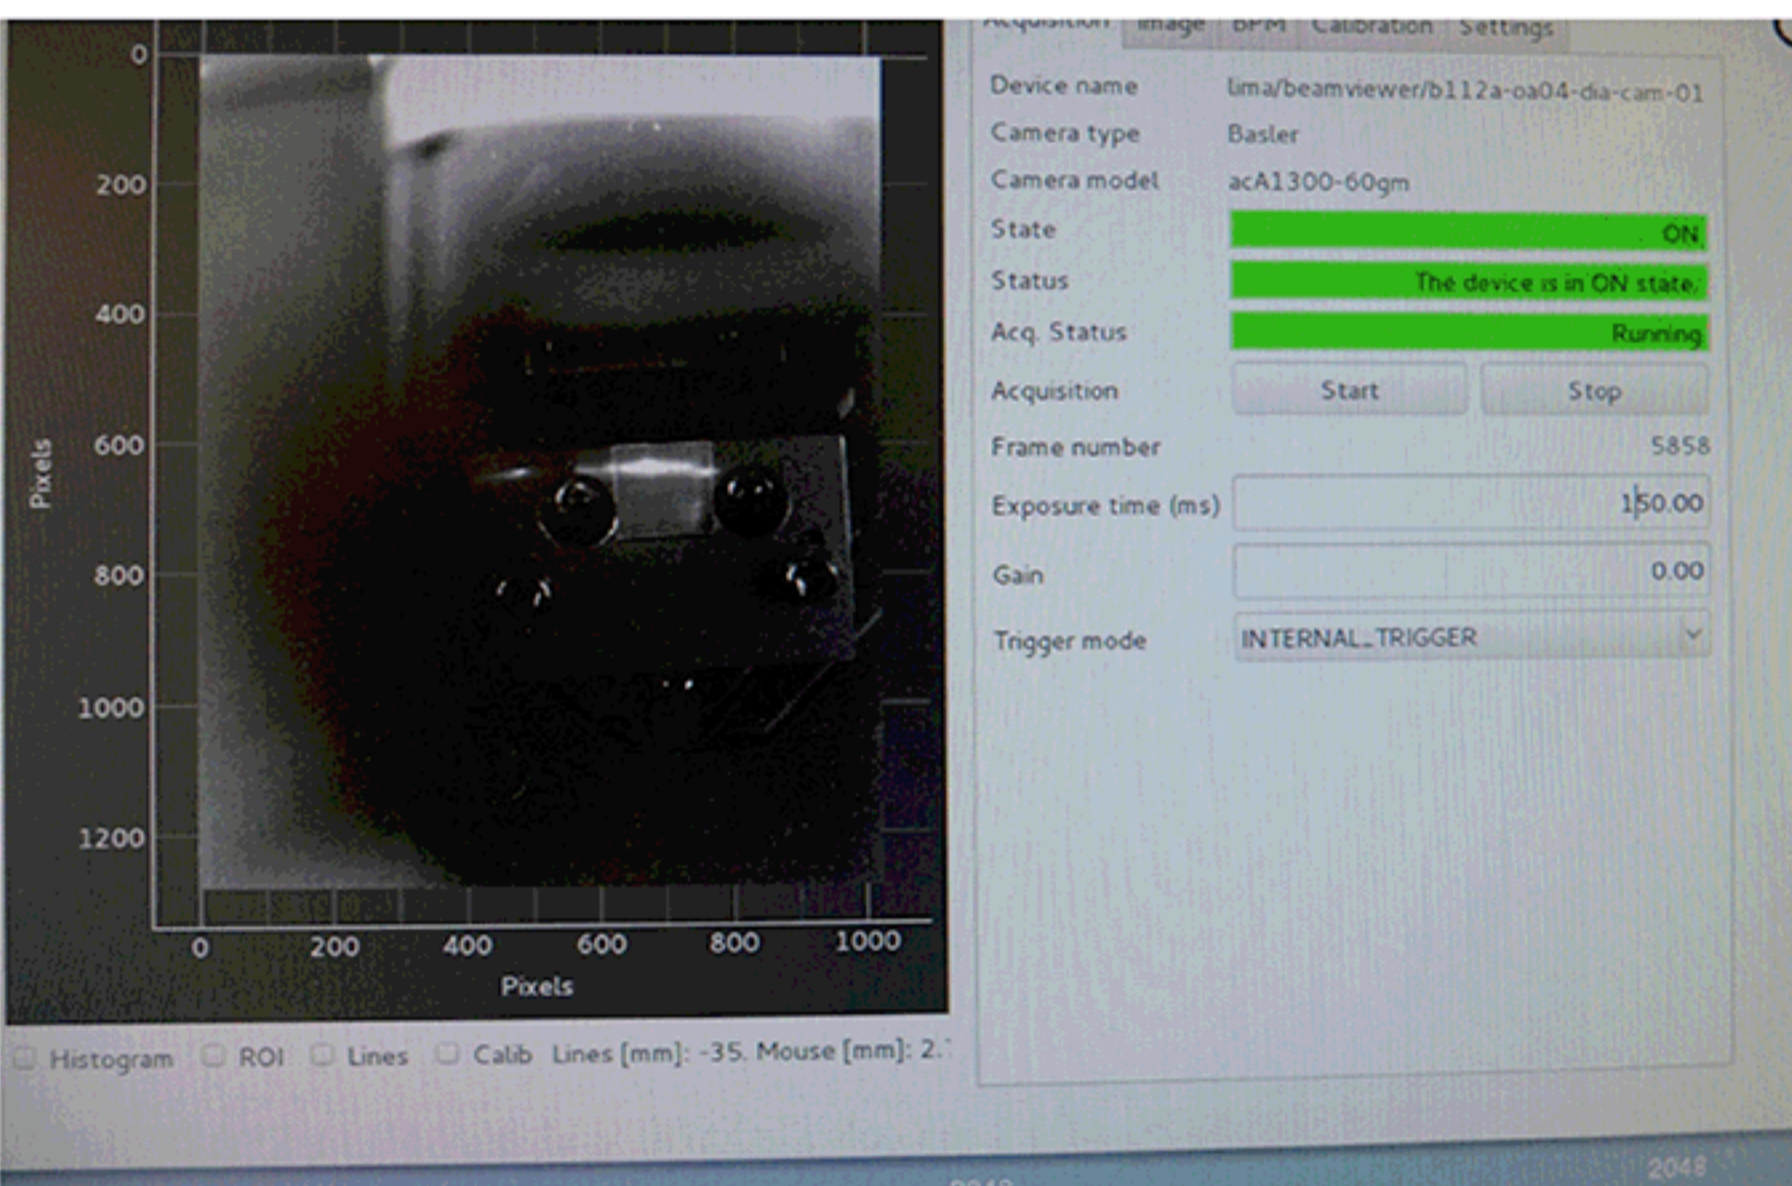 Acquisition Image BPM Calibration Settings
0
200
400
600
800
1000
1200
Pixels
0 200 400 600 800 1000
Pixels
Histogram ROI Lines Calib Lines [mm]: -35. Mouse [mm]: 2.
Device name lima/beamviewer/b112a-oa04-dia-cam-01
Camera type Basler
Camera model acA1300-60gm
State ON
Status The device is in ON state.
Acq. Status Running
Acquisition Start Stop
Frame number 5858
Exposure time (ms) 150.00
Gain 0.00
Trigger mode INTERNAL_TRIGGER
2048